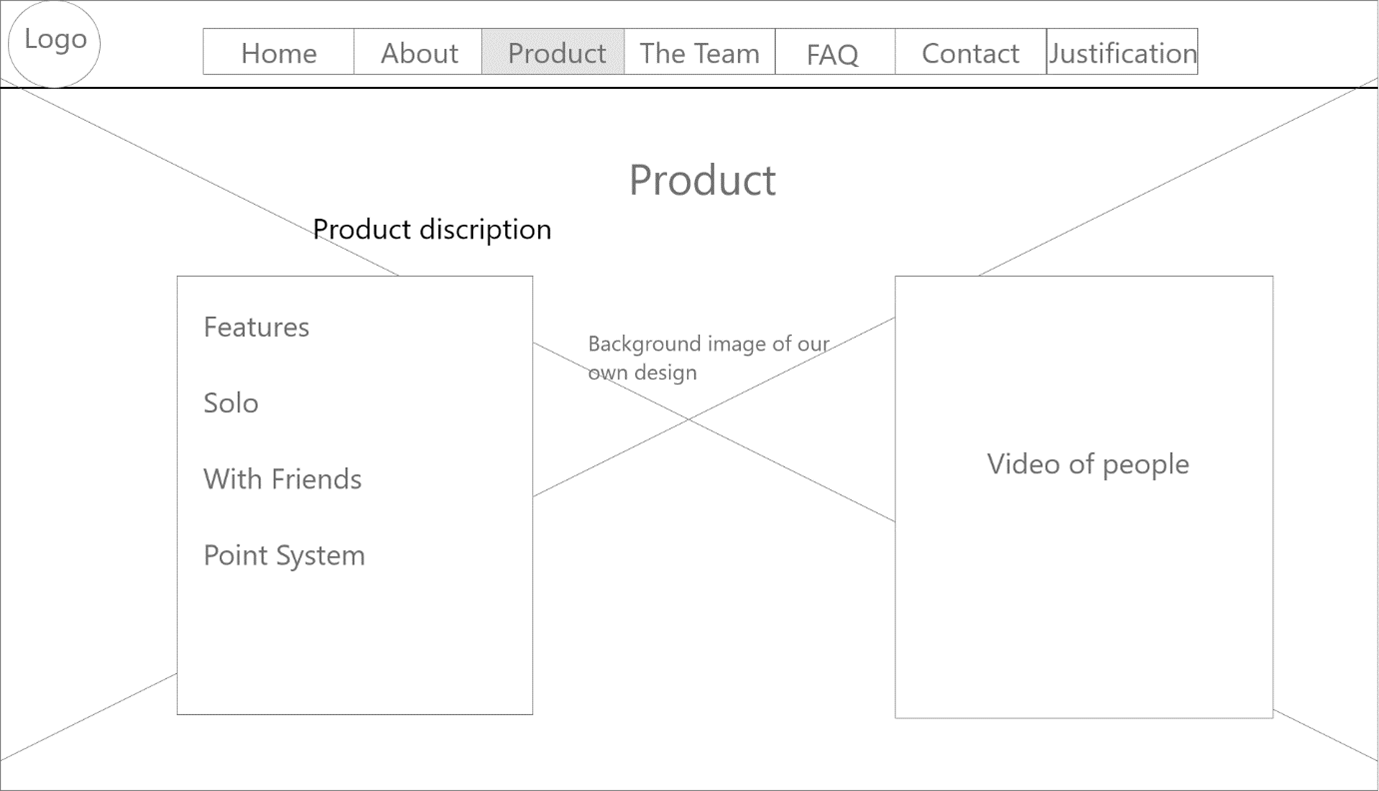 Logo
Home
About
Product
The Team
FAQ
Contact
Justification
Product
Product discription
Features
Solo
With Friends
Point System
Background image of our
own design
Video of people